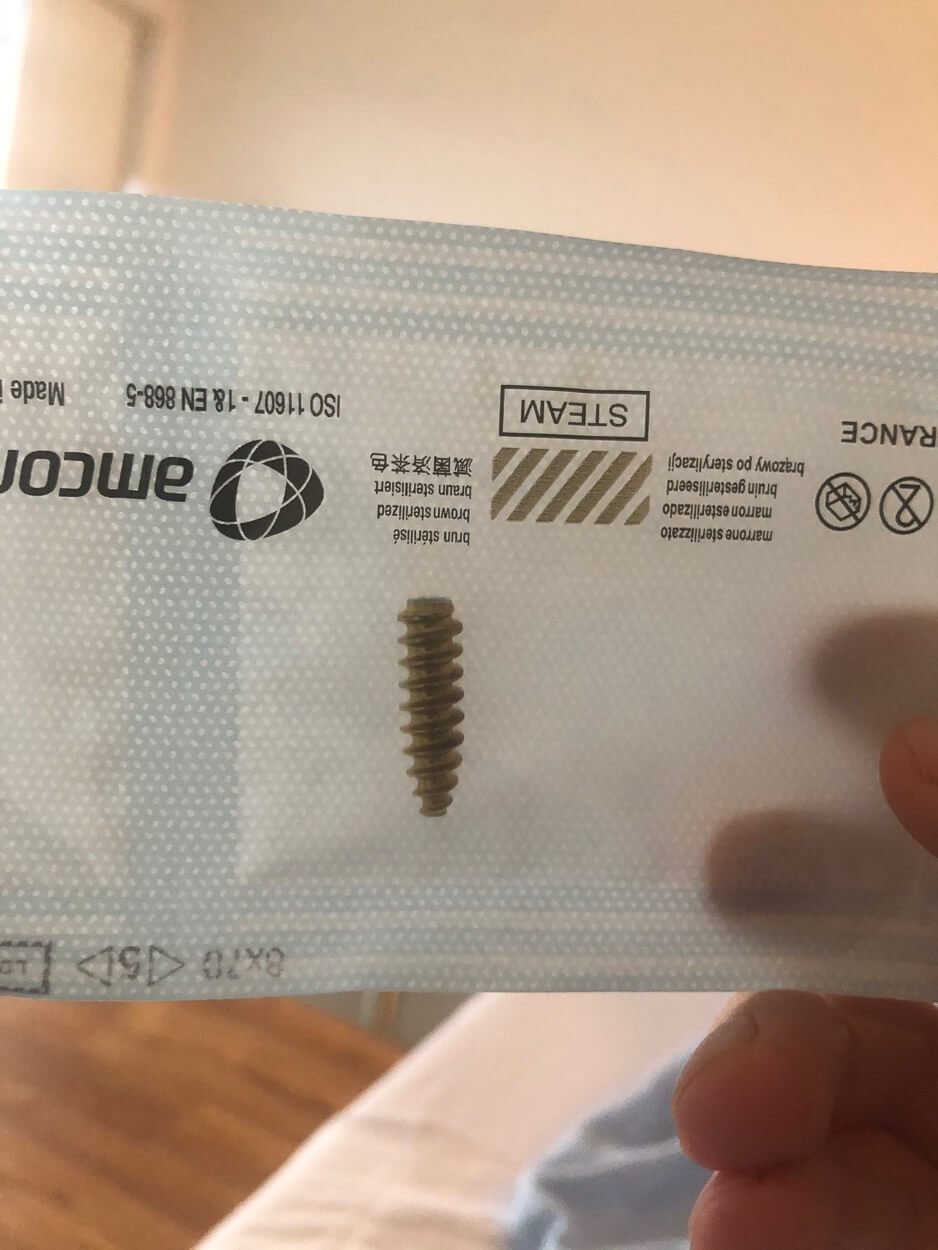 marrone sterilizzato
marron esterilizado
bruin gesteriliseerd
brązowy po sterylizacji
brun stérilisé
brown sterilized
braun sterilisiert
滅菌済茶色
amcor
RANCE
STEAM
ISO 11607 - 1& EN 868-5
Made